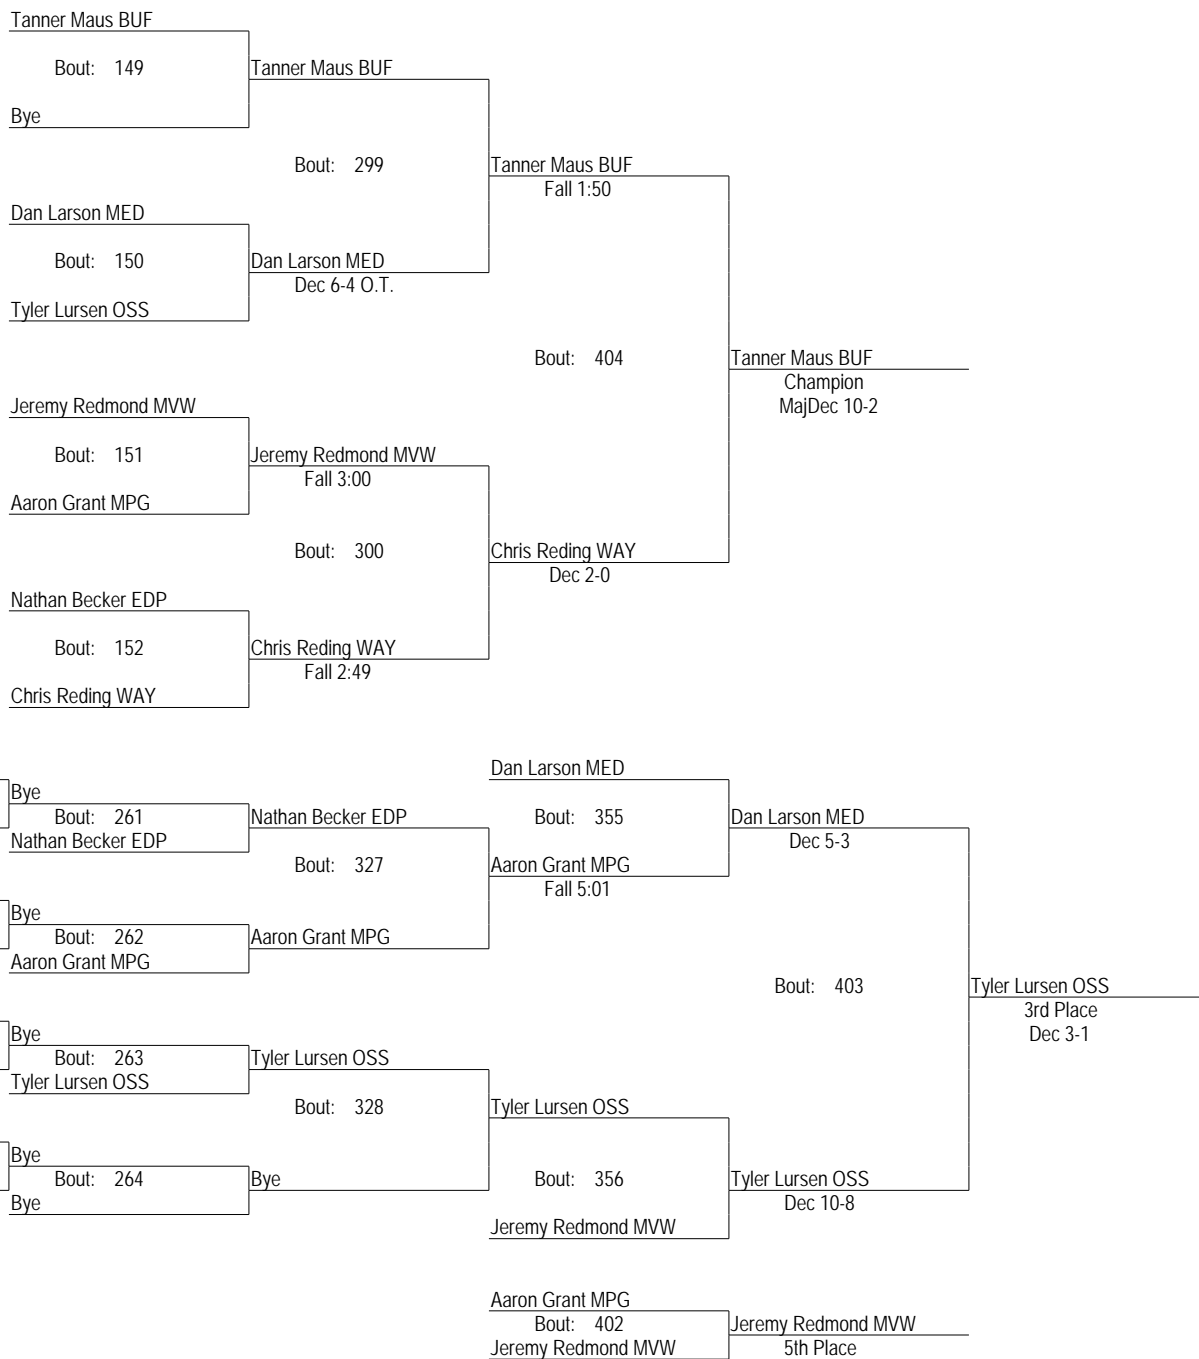 Tanner Maus BUF
Bout: 149
Tanner Maus BUF
Bye
Bout: 299
Tanner Maus BUF
Fall 1:50
Dan Larson MED
Bout: 150
Dan Larson MED
Dec 6-4 O.T.
Tyler Lursen OSS
Bout: 404
Tanner Maus BUF
Champion
MajDec 10-2
Jeremy Redmond MVW
Bout: 151
Jeremy Redmond MVW
Fall 3:00
Aaron Grant MPG
Bout: 300
Chris Reding WAY
Dec 2-0
Nathan Becker EDP
Bout: 152
Chris Reding WAY
Fall 2:49
Chris Reding WAY
Dan Larson MED
Bye
Bout: 261
Nathan Becker EDP
Bout: 355
Dan Larson MED
Nathan Becker EDP
Dec 5-3
Bout: 327
Aaron Grant MPG
Fall 5:01
Bye
Bout: 262
Aaron Grant MPG
Aaron Grant MPG
Bout: 403
Tyler Lursen OSS
3rd Place
Dec 3-1
Bye
Bout: 263
Tyler Lursen OSS
Tyler Lursen OSS
Bout: 328
Tyler Lursen OSS
Bye
Bout: 264
Bye
Bout: 356
Tyler Lursen OSS
Dec 10-8
Bye
Jeremy Redmond MVW
Aaron Grant MPG
Bout: 402
Jeremy Redmond MVW
Jeremy Redmond MVW
5th Place